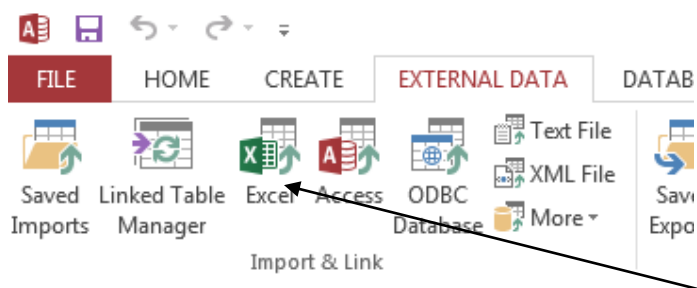 FILE HOME CREATE EXTERNAL DATA DATAB
Saved Imports
Linked Table Manager
Excel
Access
ODBC Database
Text File
XML File
More
Save
Expo
Import & Link